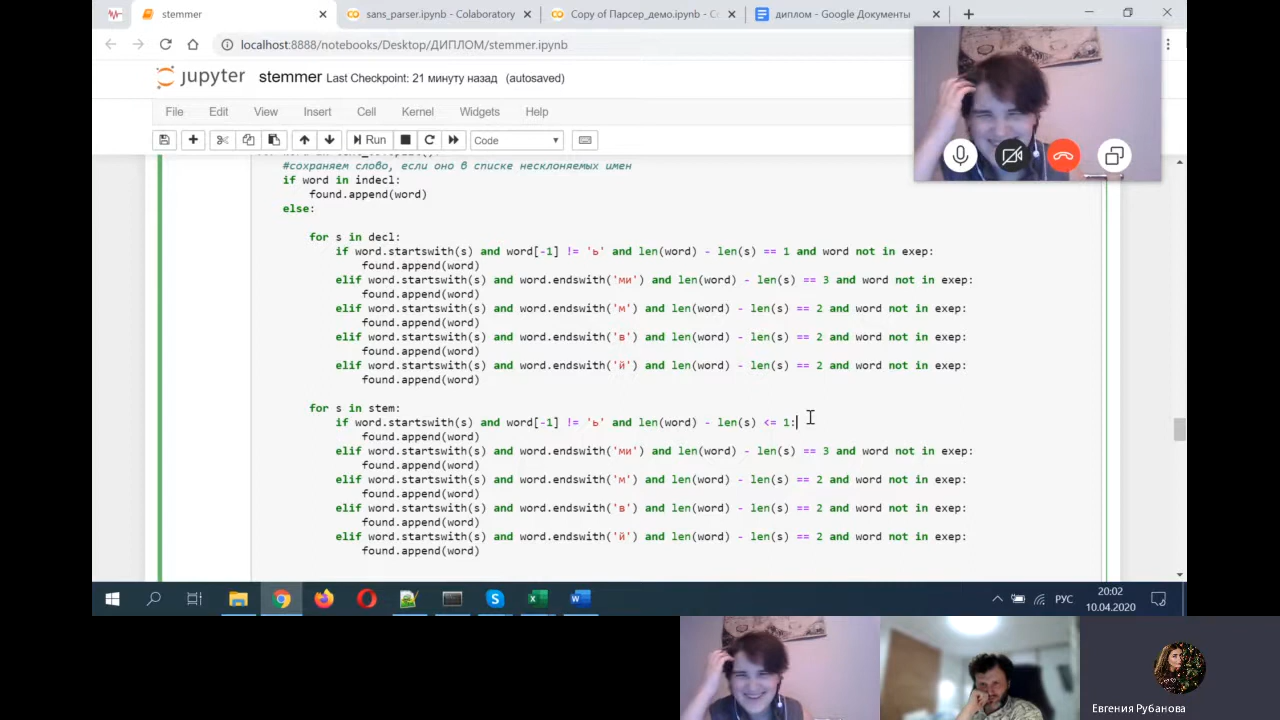 stemmer
sans_parser.ipynb - Colaboratory
Copy of Парсер_демо.ipynb - C
диплом - Google Документы
localhost:8888/notebooks/Desktop/ДИПЛОМ/stemmer.ipynb
jupyter stemmer Last Checkpoint: 21 минуту назад (autosaved)
File Edit View Insert Cell Kernel Widgets Help
Run Code
#сохраняем слово, если оно в списке несклоняемых имен
if word in indecl:
found.append(word)
else:
for s in decl:
if word.startswith(s) and word[-1] != 'ь' and len(word) - len(s) == 1 and word not in exep:
found.append(word)
elif word.startswith(s) and word.endswith('ми') and len(word) - len(s) == 3 and word not in exep:
found.append(word)
elif word.startswith(s) and word.endswith('м') and len(word) - len(s) == 2 and word not in exep:
found.append(word)
elif word.startswith(s) and word.endswith('в') and len(word) - len(s) == 2 and word not in exep:
found.append(word)
elif word.startswith(s) and word.endswith('й') and len(word) - len(s) == 2 and word not in exep:
found.append(word)
for s in stem:
if word.startswith(s) and word[-1] != 'ь' and len(word) - len(s) <= 1:
found.append(word)
elif word.startswith(s) and word.endswith('ми') and len(word) - len(s) == 3 and word not in exep:
found.append(word)
elif word.startswith(s) and word.endswith('м') and len(word) - len(s) == 2 and word not in exep:
found.append(word)
elif word.startswith(s) and word.endswith('в') and len(word) - len(s) == 2 and word not in exep:
found.append(word)
elif word.startswith(s) and word.endswith('й') and len(word) - len(s) == 2 and word not in exep:
found.append(word)
РУС
20:02
10.04.2020
Евгения Рубанова